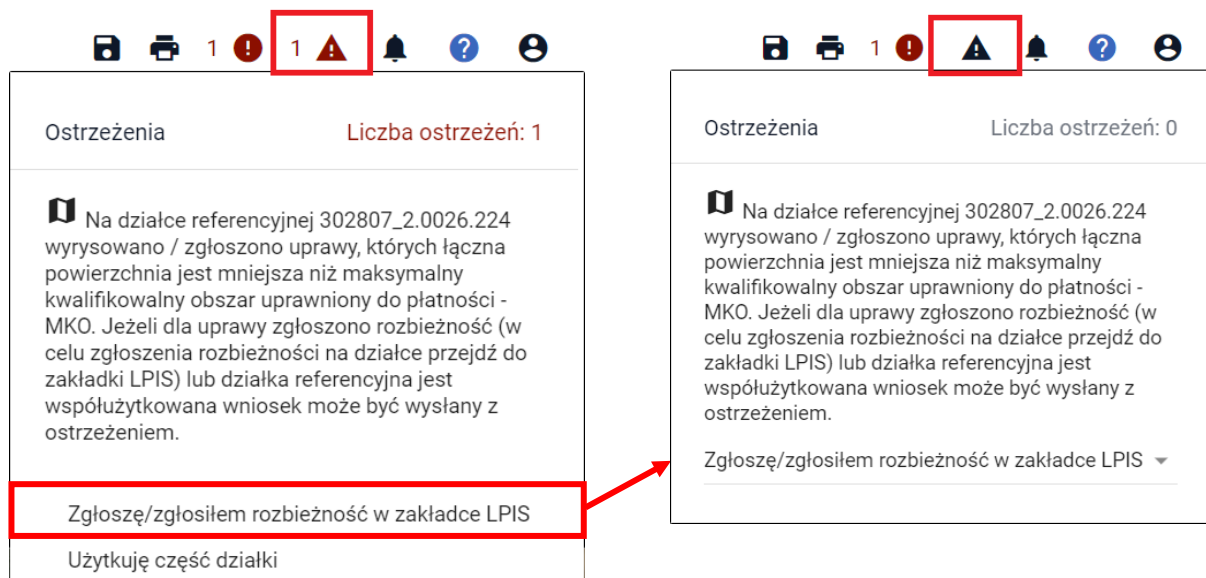 1 1
Ostrzeżenia Liczba ostrzeżeń: 1
Na działce referencyjnej 302807_2.0026.224
wyrysowano / zgłoszono uprawy, których łączna
powierzchnia jest mniejsza niż maksymalny
kwalifikowalny obszar uprawniony do płatności -
MKO. Jeżeli dla uprawy zgłoszono rozbieżność (w
celu zgłoszenia rozbieżności na działce przejdź do
zakładki LPIS) lub działka referencyjna jest
współużytkowana wniosek może być wysłany z
ostrzeżeniem.
Zgłoszę/zgłosiłem rozbieżność w zakładce LPIS
Użytkuję część działki
1
Ostrzeżenia Liczba ostrzeżeń: 0
Na działce referencyjnej 302807_2.0026.224
wyrysowano / zgłoszono uprawy, których łączna
powierzchnia jest mniejsza niż maksymalny
kwalifikowalny obszar uprawniony do płatności -
MKO. Jeżeli dla uprawy zgłoszono rozbieżność (w
celu zgłoszenia rozbieżności na działce przejdź do
zakładki LPIS) lub działka referencyjna jest
współużytkowana wniosek może być wysłany z
ostrzeżeniem.
Zgłoszę/zgłosiłem rozbieżność w zakładce LPIS